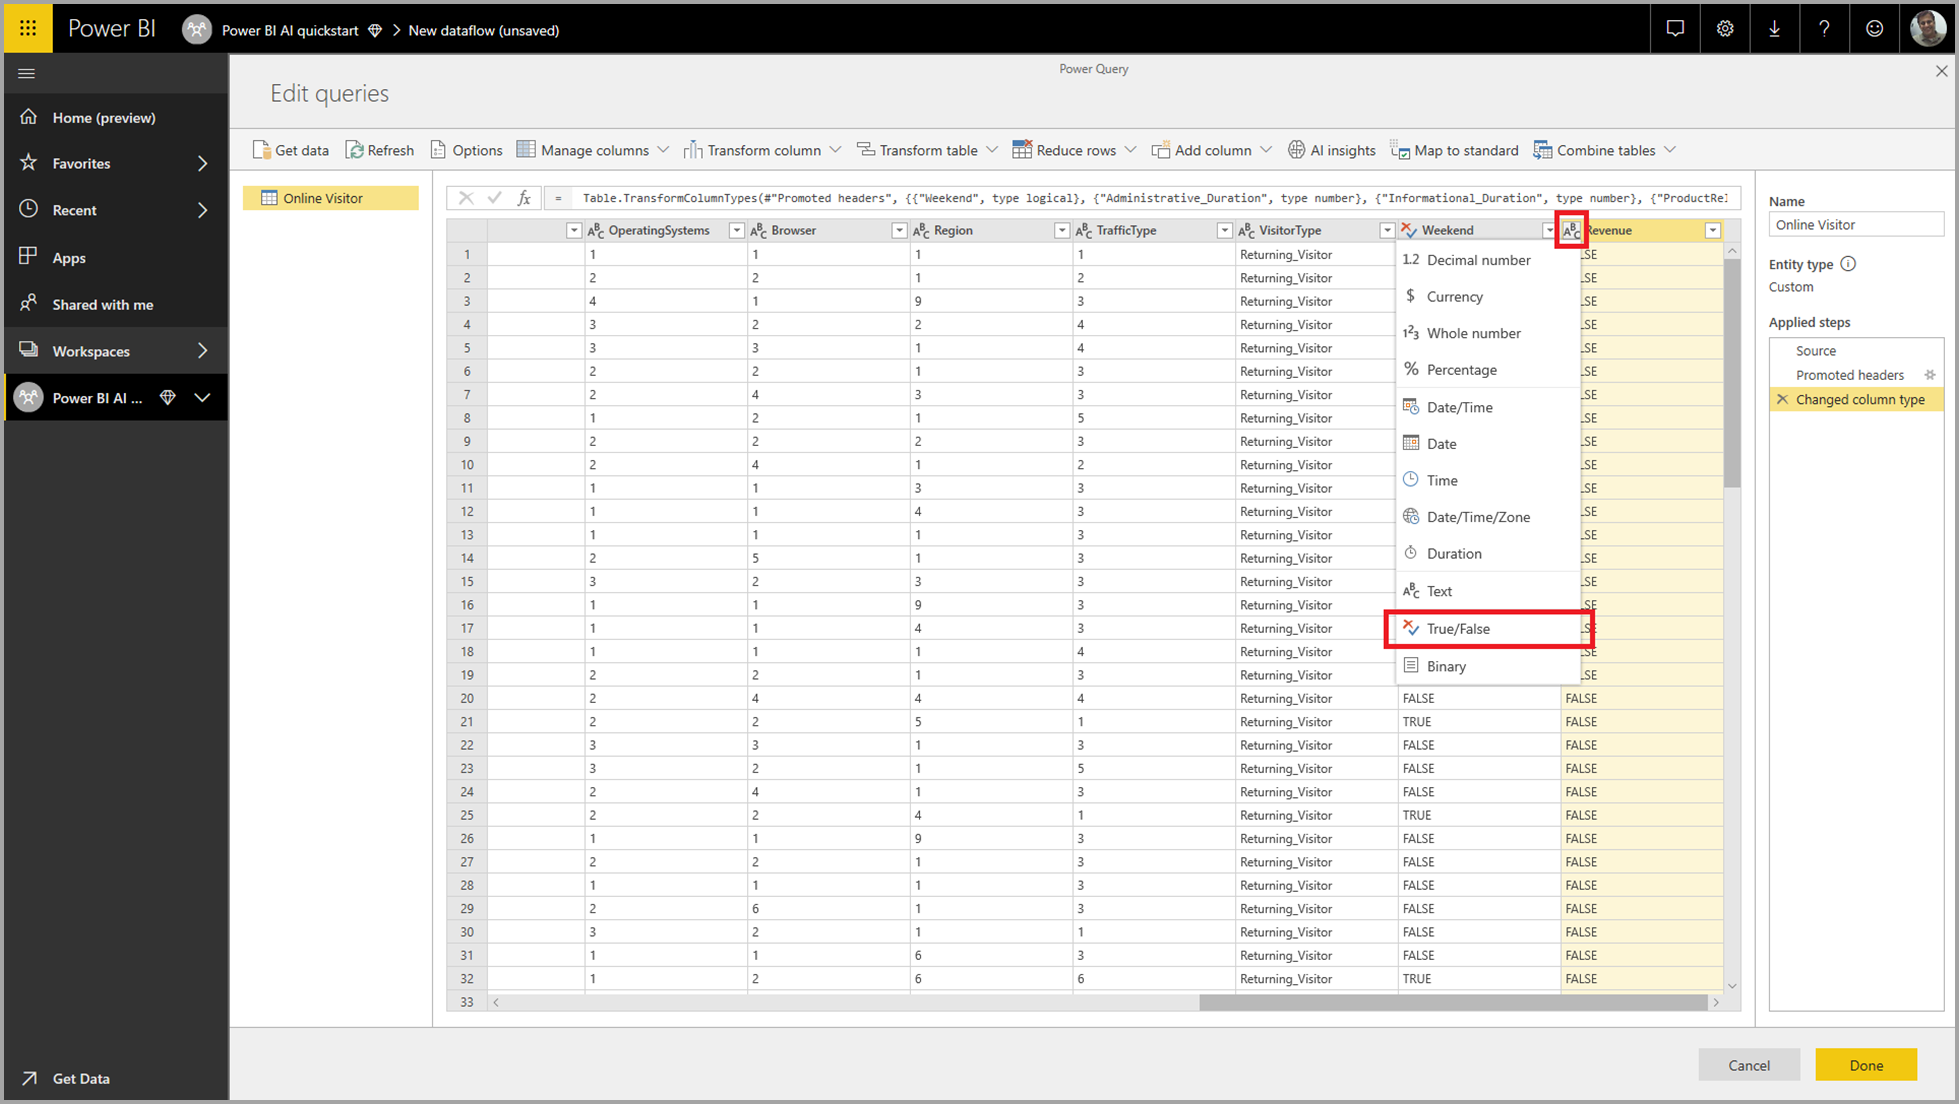 Power BI Power BI AI quickstart > New dataflow (unsaved)
Power Query
Edit queries
Home (preview)
Favorites
Recent
Apps
Shared with me
Workspaces
Power BI AI ...
Get Data
Get data Refresh Options Manage columns Transform column Transform table Reduce rows Add column AI insights Map to standard Combine tables
Online Visitor
fx = Table.TransformColumnTypes(#"Promoted headers", {{"Weekend", type logical}, {"Administrative_Duration", type number}, {"Informational_Duration", type number}, {"ProductRel
OperatingSystems Browser Region TrafficType VisitorType Weekend Revenue
1 1 1 1 1 Returning_Visitor LSE
2 2 2 1 2 Returning_Visitor LSE
3 4 1 9 3 Returning_Visitor LSE
4 3 2 2 4 Returning_Visitor LSE
5 3 3 1 4 Returning_Visitor LSE
6 2 2 1 3 Returning_Visitor LSE
7 2 4 3 3 Returning_Visitor LSE
8 1 2 1 5 Returning_Visitor LSE
9 2 2 2 3 Returning_Visitor LSE
10 2 4 1 2 Returning_Visitor LSE
11 1 1 3 3 Returning_Visitor LSE
12 1 1 4 3 Returning_Visitor LSE
13 1 1 1 3 Returning_Visitor LSE
14 2 5 1 3 Returning_Visitor LSE
15 3 2 3 3 Returning_Visitor LSE
16 1 1 9 3 Returning_Visitor LSE
17 1 1 4 3 Returning_Visitor LSE
18 1 1 1 4 Returning_Visitor LSE
19 2 2 1 3 Returning_Visitor LSE
20 2 4 4 4 Returning_Visitor FALSE FALSE
21 2 2 5 1 Returning_Visitor TRUE FALSE
22 3 3 1 3 Returning_Visitor FALSE FALSE
23 3 2 1 5 Returning_Visitor FALSE FALSE
24 2 4 1 3 Returning_Visitor FALSE FALSE
25 2 2 4 1 Returning_Visitor TRUE FALSE
26 1 1 9 3 Returning_Visitor FALSE FALSE
27 2 2 1 3 Returning_Visitor FALSE FALSE
28 1 1 1 3 Returning_Visitor FALSE FALSE
29 2 6 1 3 Returning_Visitor FALSE FALSE
30 3 2 1 1 Returning_Visitor FALSE FALSE
31 1 1 6 3 Returning_Visitor FALSE FALSE
32 1 2 6 6 Returning_Visitor TRUE FALSE
33
1.2 Decimal number
$ Currency
123 Whole number
% Percentage
Date/Time
Date
Time
Date/Time/Zone
Duration
ABC Text
True/False
Binary
Name
Online Visitor
Entity type
Custom
Applied steps
Source
Promoted headers
Changed column type
Cancel Done